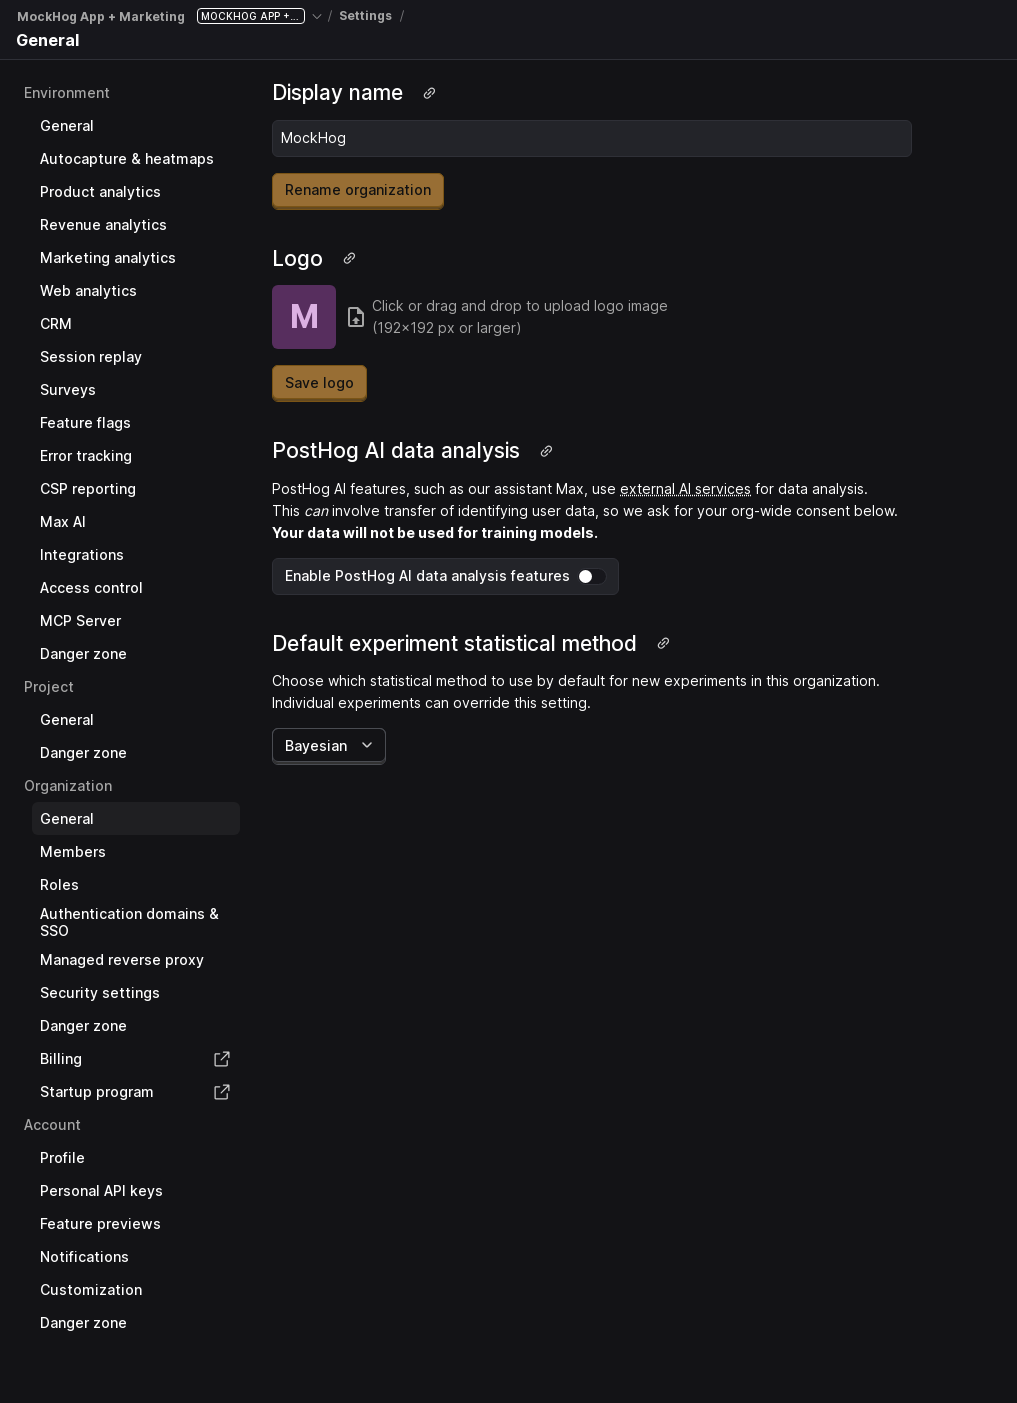 MockHog App + Marketing MOCKHOG APP +... / Settings /
General
Environment
General
Autocapture & heatmaps
Product analytics
Revenue analytics
Marketing analytics
Web analytics
CRM
Session replay
Surveys
Feature flags
Error tracking
CSP reporting
Max AI
Integrations
Access control
MCP Server
Danger zone
Project
General
Danger zone
Organization
General
Members
Roles
Authentication domains &
SSO
Managed reverse proxy
Security settings
Danger zone
Billing
Startup program
Account
Profile
Personal API keys
Feature previews
Notifications
Customization
Danger zone
Display name
MockHog
Rename organization
Logo
M
Click or drag and drop to upload logo image
(192×192 px or larger)
Save logo
PostHog AI data analysis
PostHog AI features, such as our assistant Max, use external AI services for data analysis.
This can involve transfer of identifying user data, so we ask for your org-wide consent below.
Your data will not be used for training models.
Enable PostHog AI data analysis features
Default experiment statistical method
Choose which statistical method to use by default for new experiments in this organization.
Individual experiments can override this setting.
Bayesian